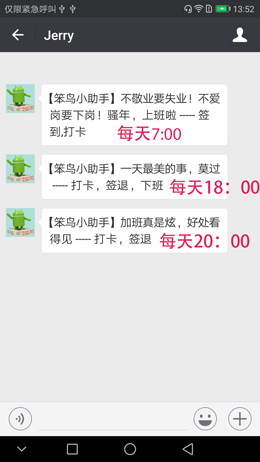 仅限紧急呼叫
13:52
Jerry
【笨鸟小助手】不敬业要失业！不爱
岗要下岗！骚年，上班啦 ----- 签
到,打卡
每天7:00
【笨鸟小助手】一天最美的事，莫过
----- 打卡，签退，下班
每天18：00
【笨鸟小助手】加班真是炫，好处看
得见 ----- 打卡，签退
每天20：00